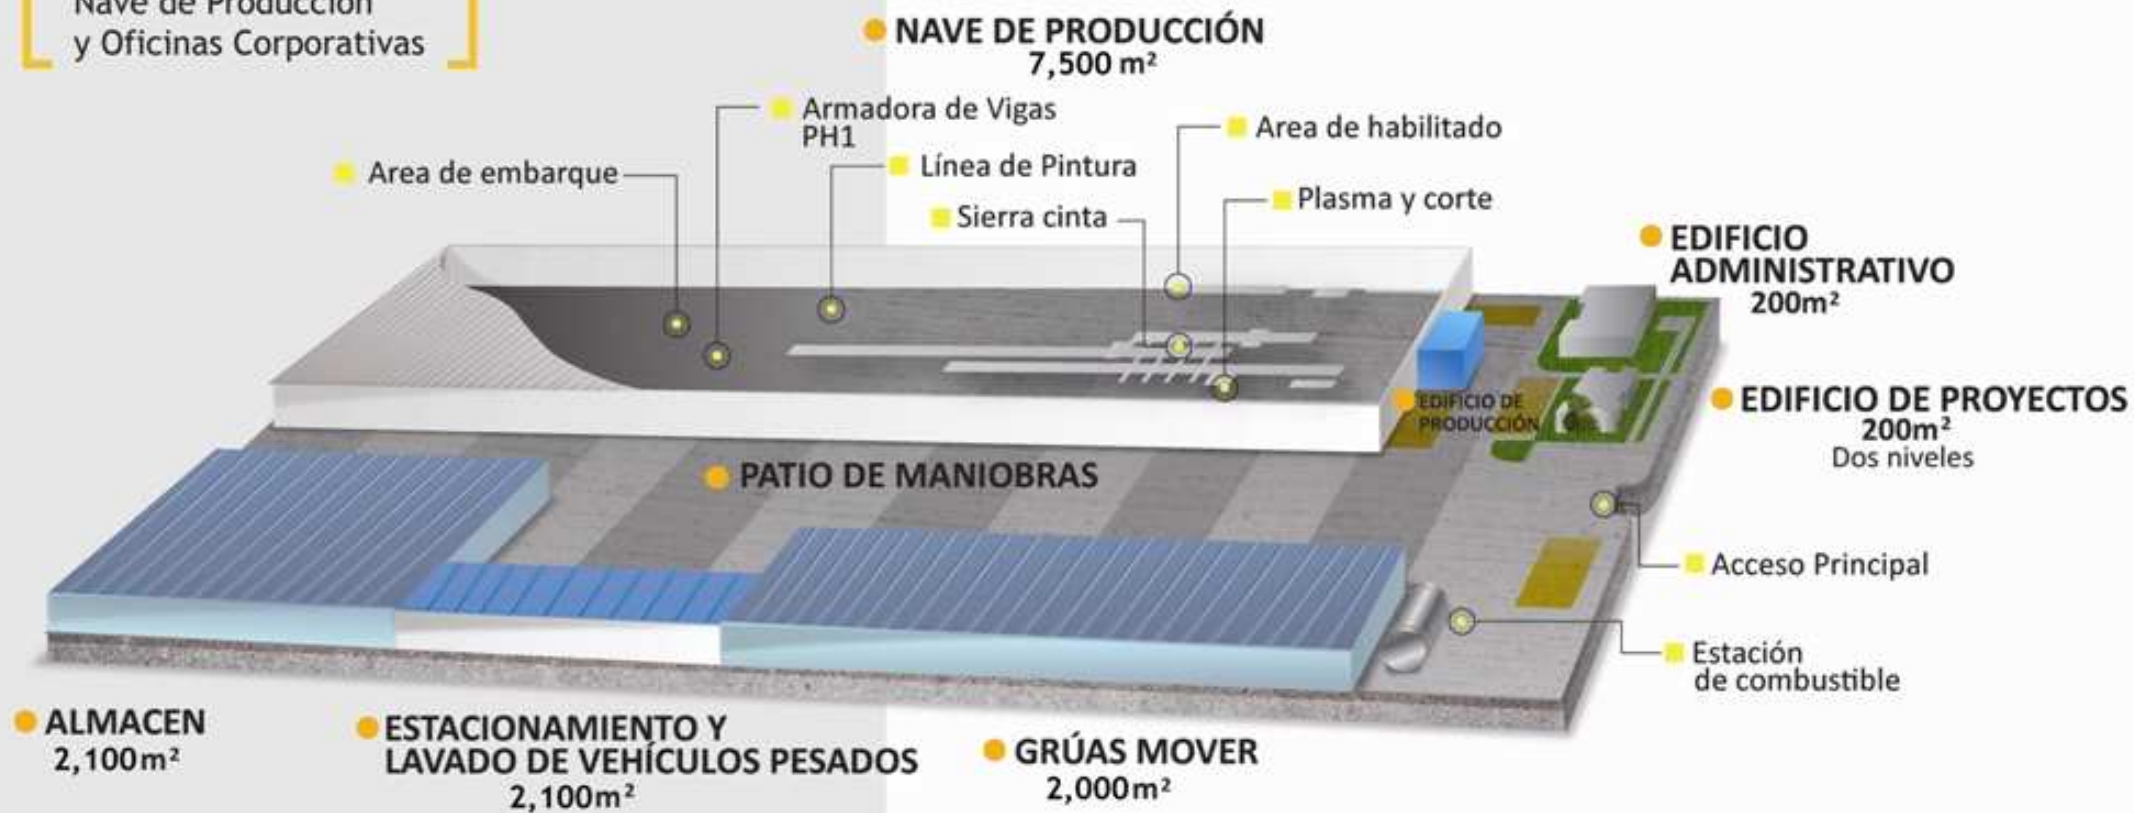 Nave de Producción
y Oficinas Corporativas
NAVE DE PRODUCCIÓN
7,500 m²
Armadora de Vigas
PH1
Area de habilitado
Area de embarque
Línea de Pintura
Plasma y corte
Sierra cinta
EDIFICIO
ADMINISTRATIVO
200m²
EDIFICIO DE
PRODUCCIÓN
EDIFICIO DE PROYECTOS
200m²
Dos niveles
PATIO DE MANIOBRAS
Acceso Principal
Estación
de combustible
ALMACEN
2,100m²
ESTACIONAMIENTO Y
LAVADO DE VEHÍCULOS PESADOS
2,100m²
GRÚAS MOVER
2,000m²